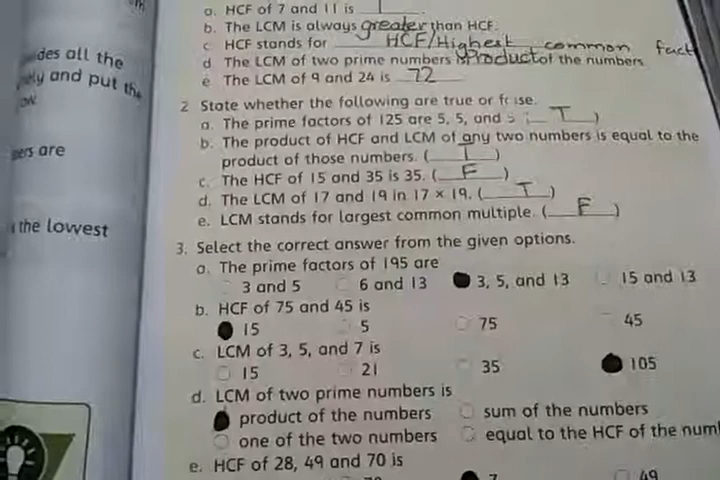 des all the
and put the
ers are
the lowest
a. HCF of 7 and 11 is 1
b. The LCM is always greater than HCF.
c. HCF stands for HCF/Highest common fact
d The LCM of two prime numbers is Product of the numbers
e The LCM of 9 and 24 is 72
2 State whether the following are true or
a. The prime factors of 125 are 5, 5, and 5 T )
b. The product of HCF and LCM of any two numbers is equal to the
product of those numbers. ( T )
c. The HCF of 15 and 35 is 35. ( F )
d. The LCM of 17 and 19 in 17 × 19. ( T )
e. LCM stands for largest common multiple. ( F )
3. Select the correct answer from the given options.
a. The prime factors of 195 are
3 and 5 6 and 13 3, 5, and 13 15 and 13
b. HCF of 75 and 45 is
15 5 75 45
c. LCM of 3, 5, and 7 is
15 21 35 105
d. LCM of two prime numbers is
product of the numbers sum of the numbers
one of the two numbers equal to the HCF of the num
e. HCF of 28, 49 and 70 is
7 49